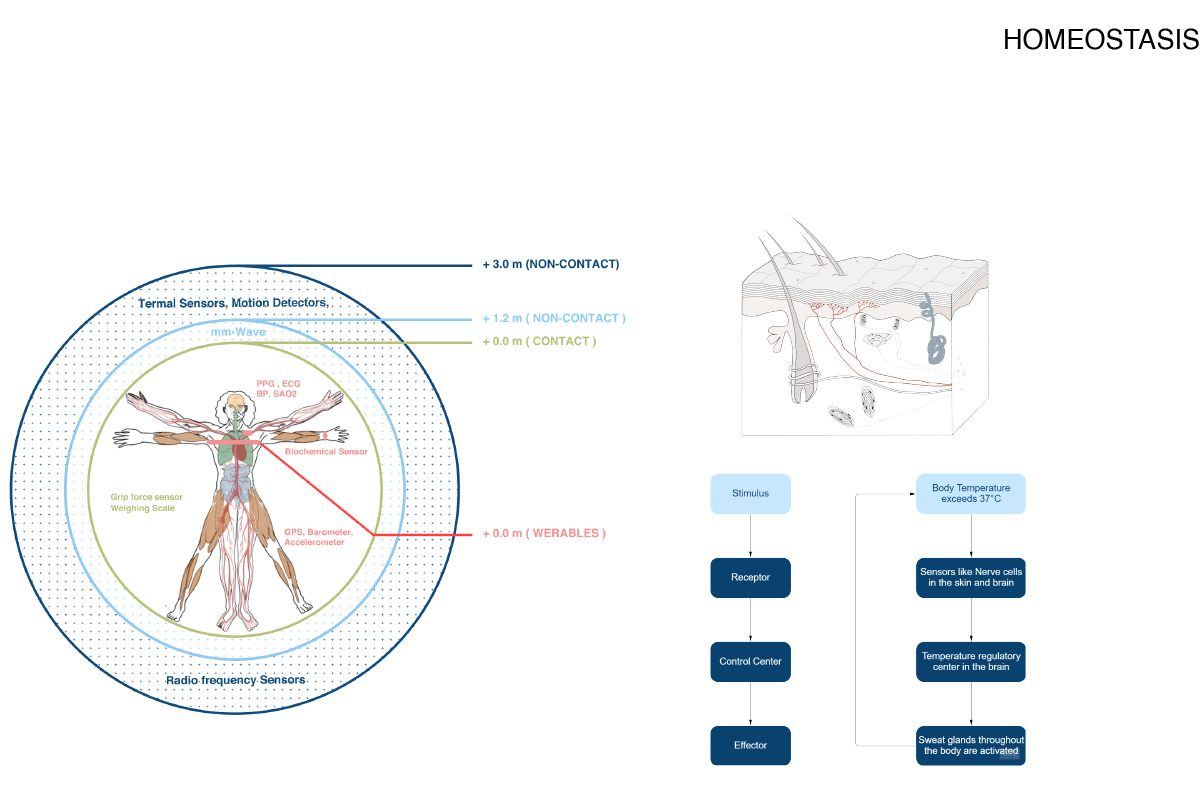 HOMEOSTASIS
+ 3.0 m (NON-CONTACT)
Termal Sensors, Motion Detectors,
+ 1.2 m ( NON-CONTACT )
mm-Wave
+ 0.0 m ( CONTACT )
PPG , ECG
BP, SAO2
Biochemical Sensor
Grip force sensor
Weighing Scale
GPS, Barometer,
Accelerometer
+ 0.0 m ( WERABLES )
Radio frequency Sensors
Stimulus
Receptor
Control Center
Effector
Body Temperature
exceeds 37°C
Sensors like Nerve cells
in the skin and brain
Temperature regulatory
center in the brain
Sweat glands throughout
the body are activated